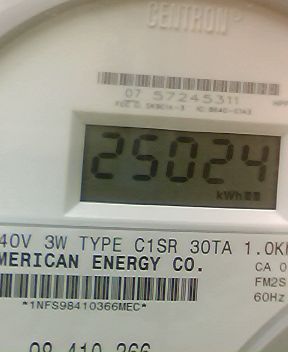 CENTRON®
07 57245311
25024
kWh
40V 3W TYPE C1SR 30TA 1.0K
MERICAN ENERGY CO.
CA 0
FM2S
*1NFS98410366MEC*
60Hz
98 410 366